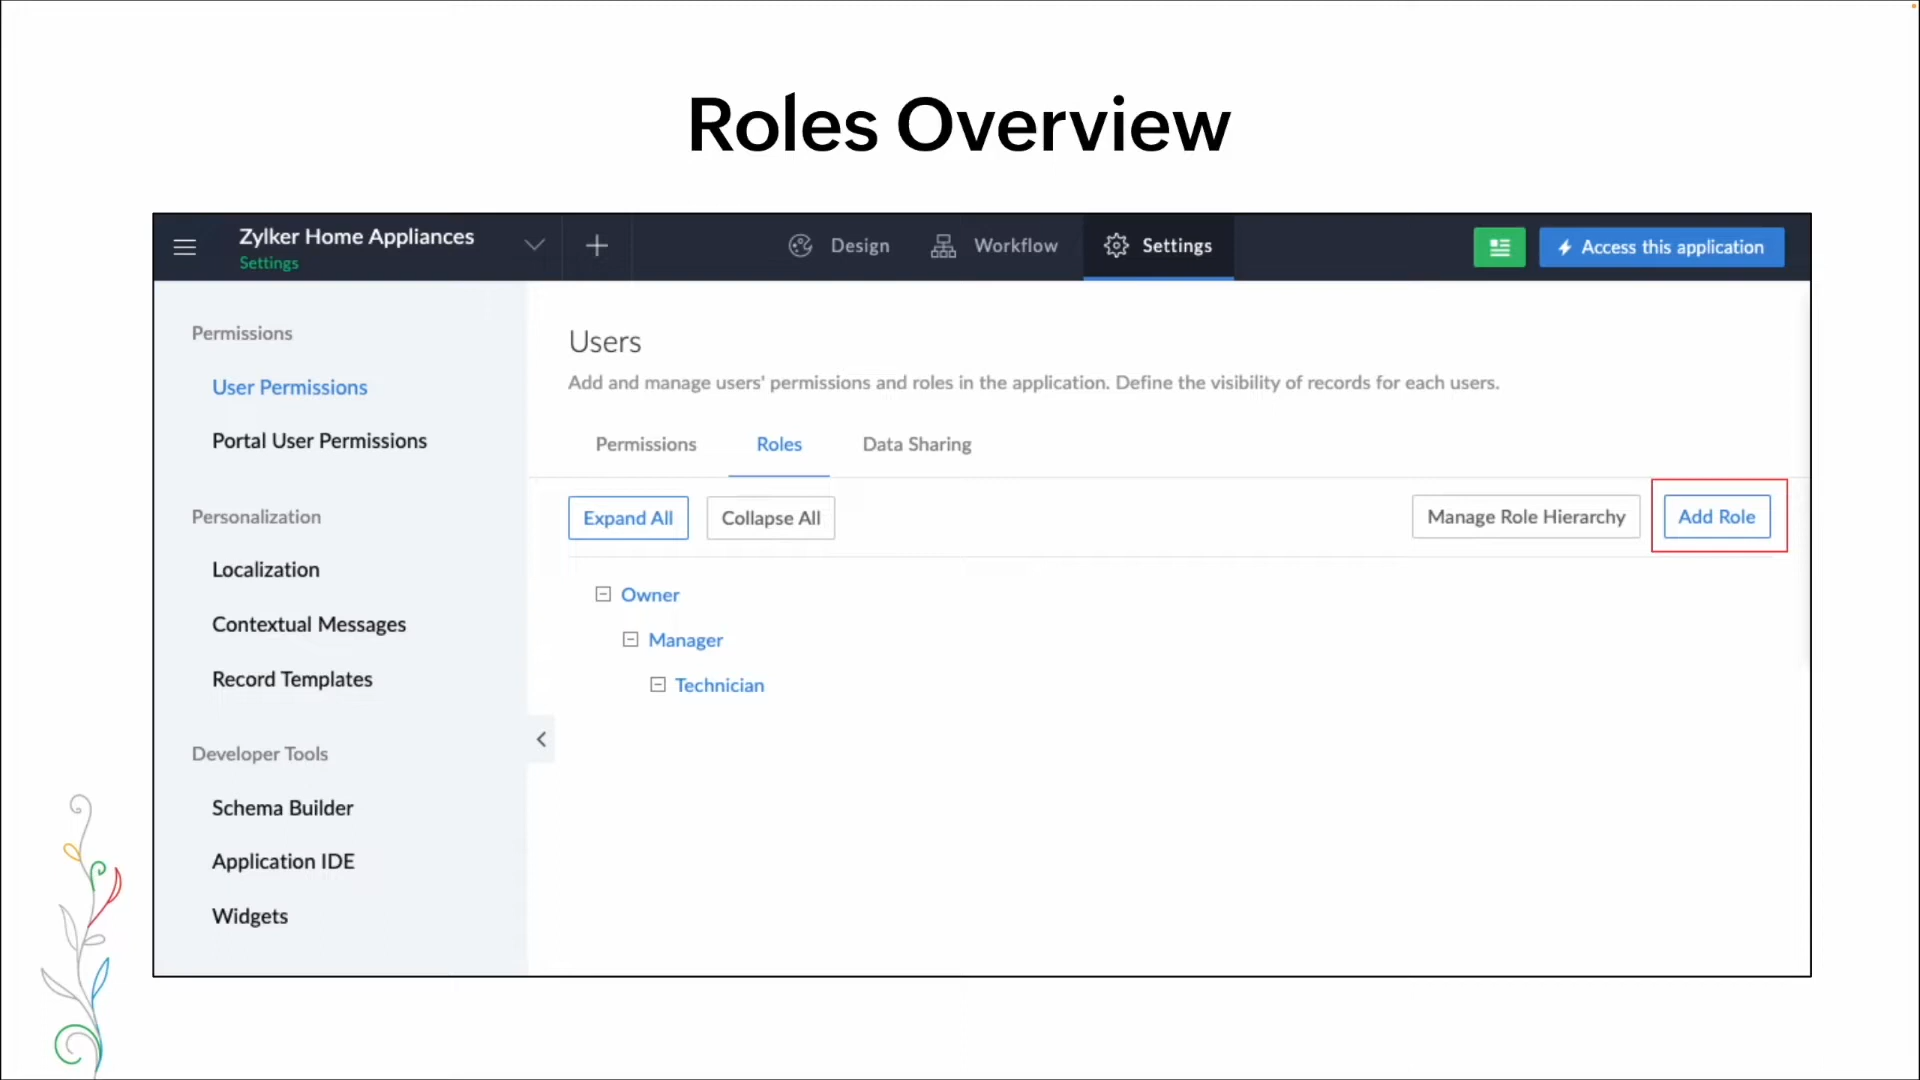 Roles Overview
Zylker Home Appliances
Settings
Design
Workflow
Settings
Access this application
Permissions
User Permissions
Portal User Permissions
Personalization
Localization
Contextual Messages
Record Templates
Developer Tools
Schema Builder
Application IDE
Widgets
Users
Add and manage users' permissions and roles in the application. Define the visibility of records for each users.
Permissions
Roles
Data Sharing
Expand All
Collapse All
Manage Role Hierarchy
Add Role
Owner
Manager
Technician